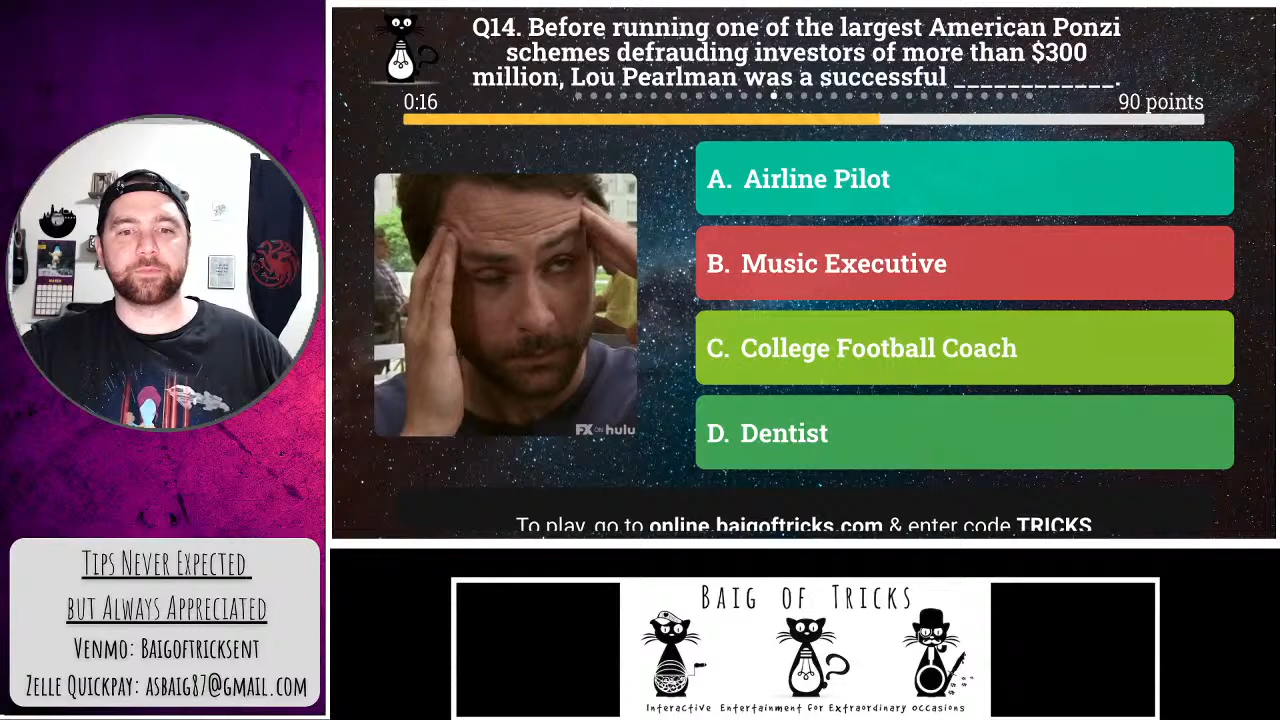 Q14. Before running one of the largest American Ponzi
schemes defrauding investors of more than $300
million, Lou Pearlman was a successful ____________.
0:16
90 points
A. Airline Pilot
B. Music Executive
C. College Football Coach
D. Dentist
FX ON hulu
To play, go to online.baigoftricks.com & enter code TRICKS
Tips Never Expected
but Always Appreciated
Venmo: Baigoftricksent
Zelle Quickpay: asbaig87@gmail.com
Baig of Tricks
Interactive Entertainment for Extraordinary Occasions